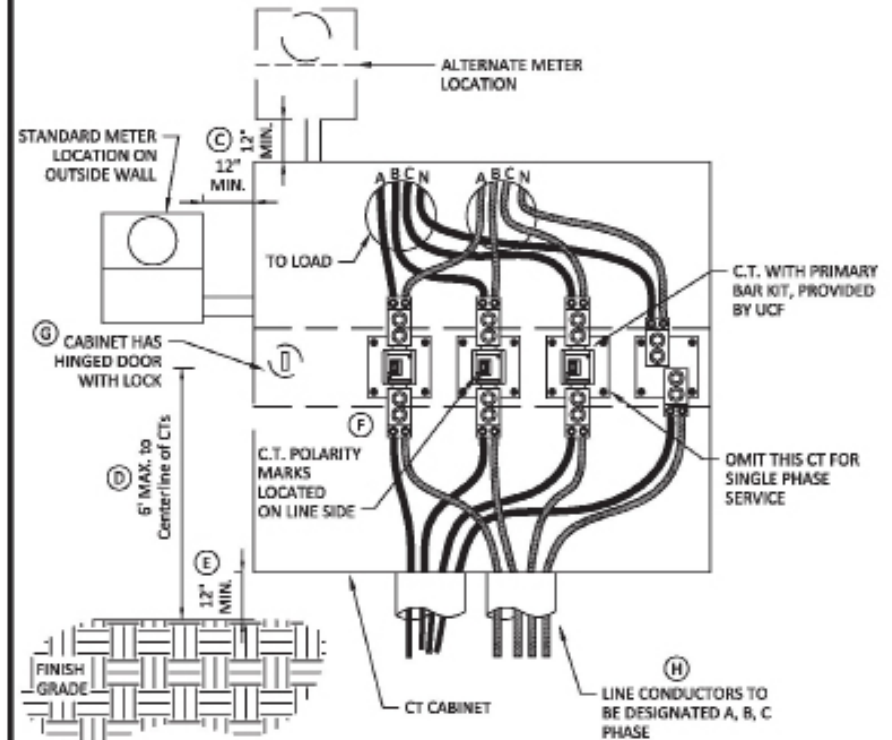 ALTERNATE METER
LOCATION
STANDARD METER
LOCATION ON
OUTSIDE WALL
C
12"
MIN.
12"
MIN.
A B C N
A B C N
TO LOAD
C.T. WITH PRIMARY
BAR KIT, PROVIDED
BY UCF
G
CABINET HAS
HINGED DOOR
WITH LOCK
F
C.T. POLARITY
MARKS
LOCATED
ON LINE SIDE
D
6' MAX. to
Centerline of CTs
OMIT THIS CT FOR
SINGLE PHASE
SERVICE
E
12"
MIN.
FINISH
GRADE
CT CABINET
H
LINE CONDUCTORS TO
BE DESIGNATED A, B, C
PHASE